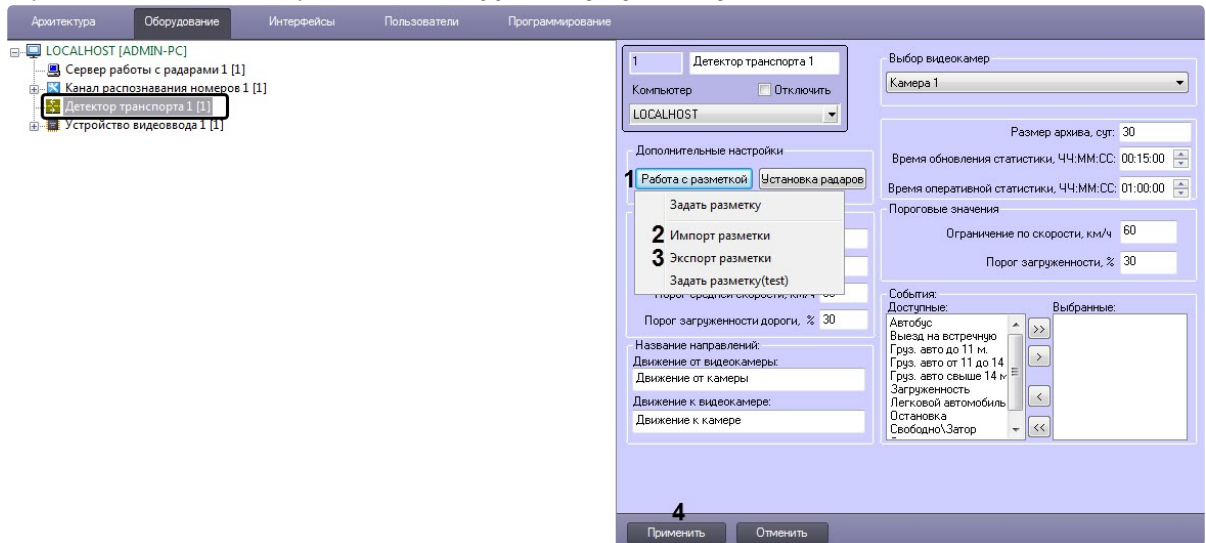 Архитектура Оборудование Интерфейсы Пользователи Программирование
LOCALHOST [ADMIN-PC]
Сервер работы с радарами 1 [1]
Канал распознавания номеров 1 [1]
Детектор транспорта 1 [1]
Устройство видеоввода 1 [1]
1 Детектор транспорта 1
Компьютер Отключить
LOCALHOST
Дополнительные настройки
1 Работа с разметкой Установка радаров
Задать разметку
2 Импорт разметки
3 Экспорт разметки
Задать разметку(test)
Порог загруженности дороги, % 30
Название направлений:
Движение от видеокамеры:
Движение от камеры
Движение к видеокамере:
Движение к камере
Выбор видеокамер
Камера 1
Размер архива, сут: 30
Время обновления статистики, ЧЧ:ММ:СС: 00:15:00
Время оперативной статистики, ЧЧ:ММ:СС: 01:00:00
Пороговые значения
Ограничение по скорости, км/ч 60
Порог загруженности, % 30
События:
Доступные: Выбранные:
Автобус
Выезд на встречную
Груз. авто до 11 м.
Груз. авто от 11 до 14
Груз. авто свыше 14 м
Загруженность
Легковой автомобиль
Остановка
Свободно\Затор
>>
>
<
<<
4
Применить Отменить